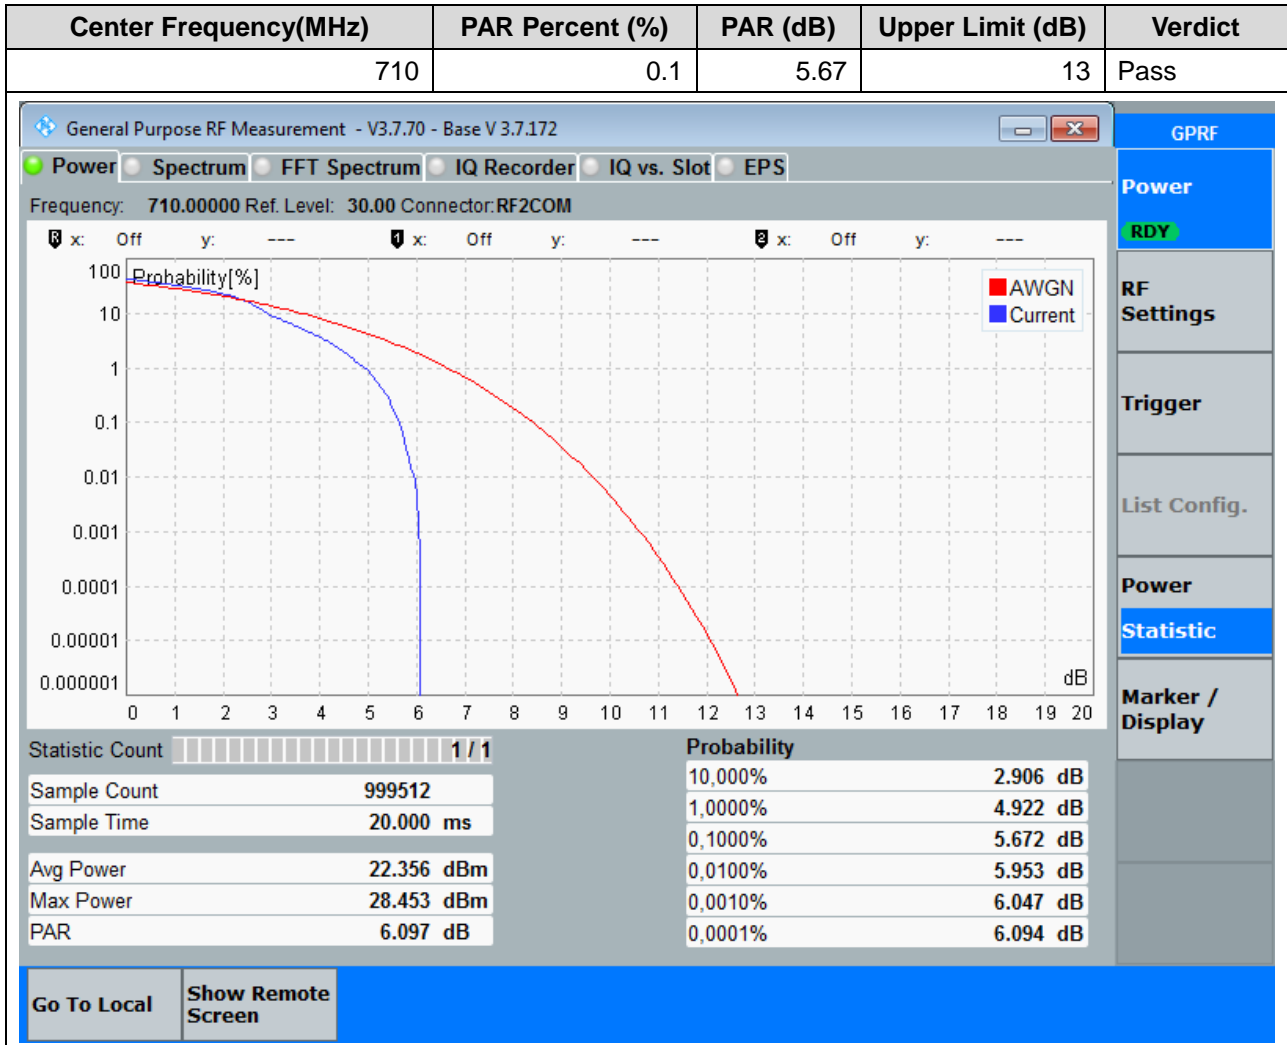 Center Frequency(MHz) PAR Percent (%) PAR (dB) Upper Limit (dB) Verdict
710 0.1 5.67 13 Pass
General Purpose RF Measurement - V3.7.70 - Base V 3.7.172
GPRF
Power Spectrum FFT Spectrum IQ Recorder IQ vs. Slot EPS
Frequency: 710.00000 Ref. Level: 30.00 Connector:RF2COM
R x: Off y: --- 1 x: Off y: --- 2 x: Off y: ---
Probability[%]
100
10
1
0.1
0.01
0.001
0.0001
0.00001
0.000001
AWGN
Current
dB
0 1 2 3 4 5 6 7 8 9 10 11 12 13 14 15 16 17 18 19 20
Statistic Count 1 / 1
Sample Count 999512
Sample Time 20.000 ms
Avg Power 22.356 dBm
Max Power 28.453 dBm
PAR 6.097 dB
Probability
10,000% 2.906 dB
1,0000% 4.922 dB
0,1000% 5.672 dB
0,0100% 5.953 dB
0,0010% 6.047 dB
0,0001% 6.094 dB
Power
RDY
RF
Settings
Trigger
List Config.
Power
Statistic
Marker /
Display
Go To Local
Show Remote
Screen